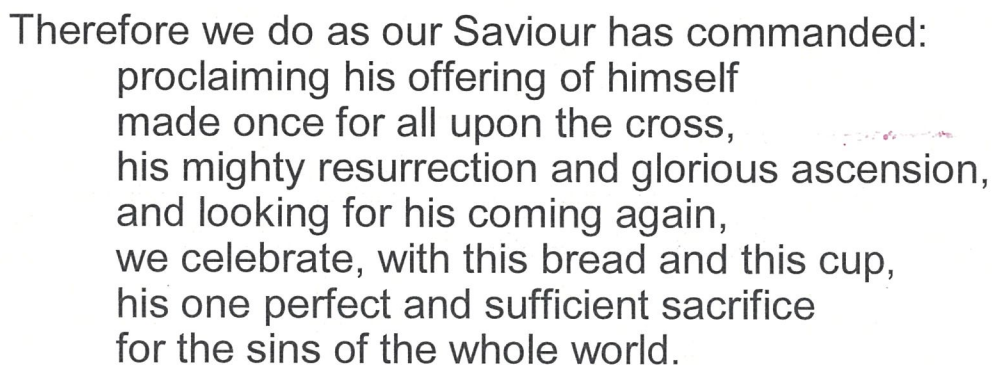 Therefore we do as our Saviour has commanded:
proclaiming his offering of himself
made once for all upon the cross,
his mighty resurrection and glorious ascension,
and looking for his coming again,
we celebrate, with this bread and this cup,
his one perfect and sufficient sacrifice
for the sins of the whole world.